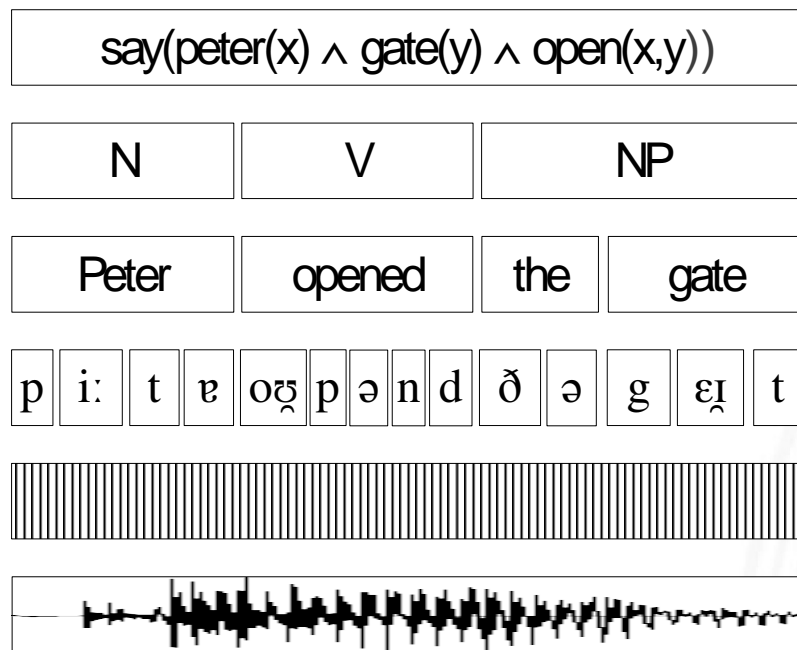 say(peter(x) ∧ gate(y) ∧ open(x,y))
N V NP
Peter opened the gate
p iː t ɐ oʊ̯ p ə n d ð ə g ɛɪ̯ t